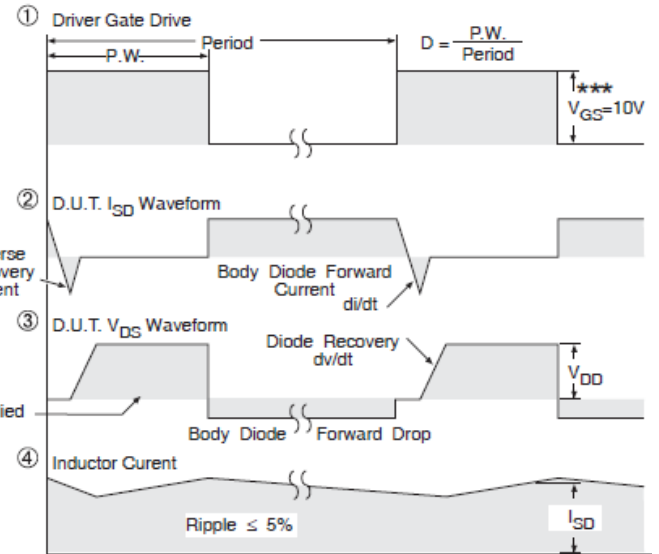 ① Driver Gate Drive
P.W.
Period
D = P.W.
Period
***
VGS=10V
② D.U.T. ISD Waveform
Body Diode Forward
Current
di/dt
③ D.U.T. VDS Waveform
Diode Recovery
dv/dt
VDD
Body Diode Forward Drop
④ Inductor Curent
Ripple ≤ 5%
ISD